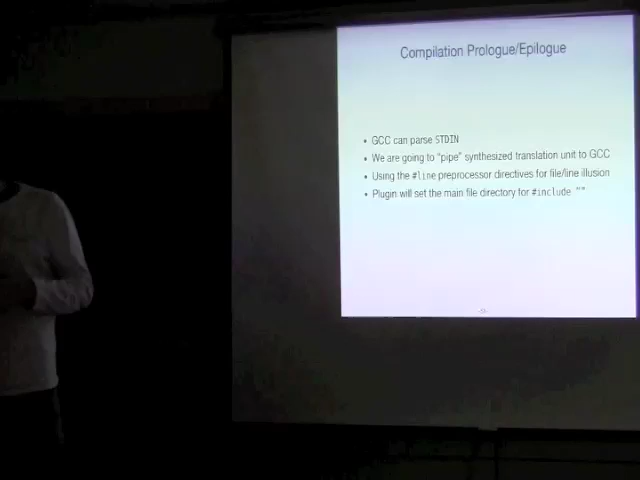 Compilation Prologue/Epilogue
• GCC can parse STDIN
• We are going to "pipe" synthesized translation unit to GCC
• Using the #line preprocessor directives for file/line illusion
• Plugin will set the main file directory for #include ""